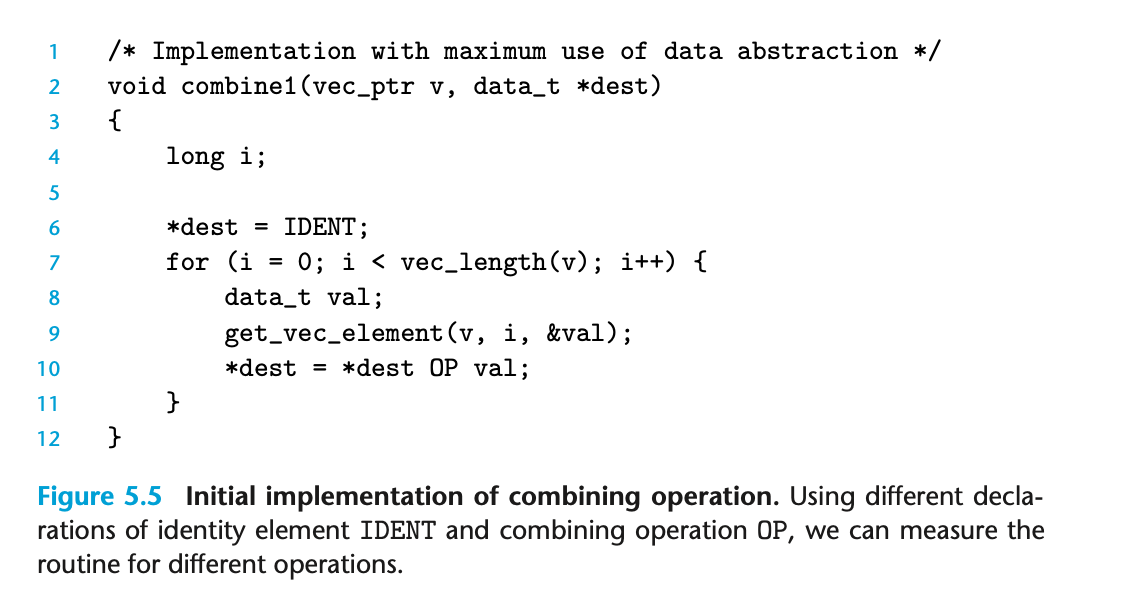 1 /* Implementation with maximum use of data abstraction */
2 void combine1(vec_ptr v, data_t *dest)
3 {
4     long i;
5
6     *dest = IDENT;
7     for (i = 0; i < vec_length(v); i++) {
8         data_t val;
9         get_vec_element(v, i, &val);
10         *dest = *dest OP val;
11     }
12 }
Figure 5.5 Initial implementation of combining operation. Using different decla-
rations of identity element IDENT and combining operation OP, we can measure the
routine for different operations.